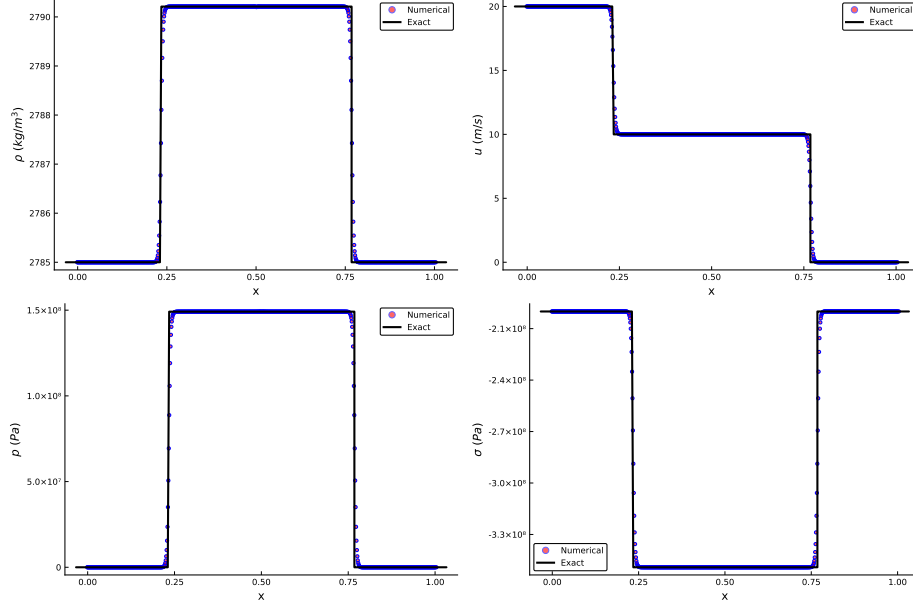 2790
2789
2788
2787
2786
2785
ρ (kg/m³)
0.00 0.25 0.50 0.75 1.00
x
Numerical
Exact
20
15
10
5
0
u (m/s)
0.00 0.25 0.50 0.75 1.00
x
Numerical
Exact
1.5×10⁸
1.0×10⁸
5.0×10⁷
0
p (Pa)
0.00 0.25 0.50 0.75 1.00
x
Numerical
Exact
-2.1×10⁸
-2.4×10⁸
-2.7×10⁸
-3.0×10⁸
-3.3×10⁸
σ (Pa)
0.00 0.25 0.50 0.75 1.00
x
Numerical
Exact